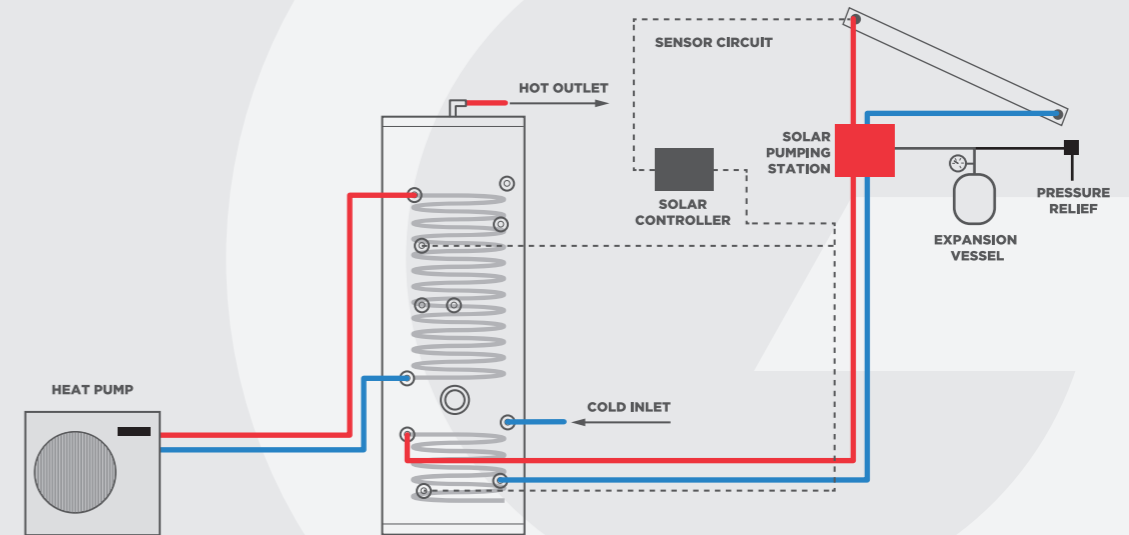 SENSOR CIRCUIT
HOT OUTLET
SOLAR
PUMPING
STATION
SOLAR
CONTROLLER
PRESSURE
RELIEF
EXPANSION
VESSEL
HEAT PUMP
COLD INLET